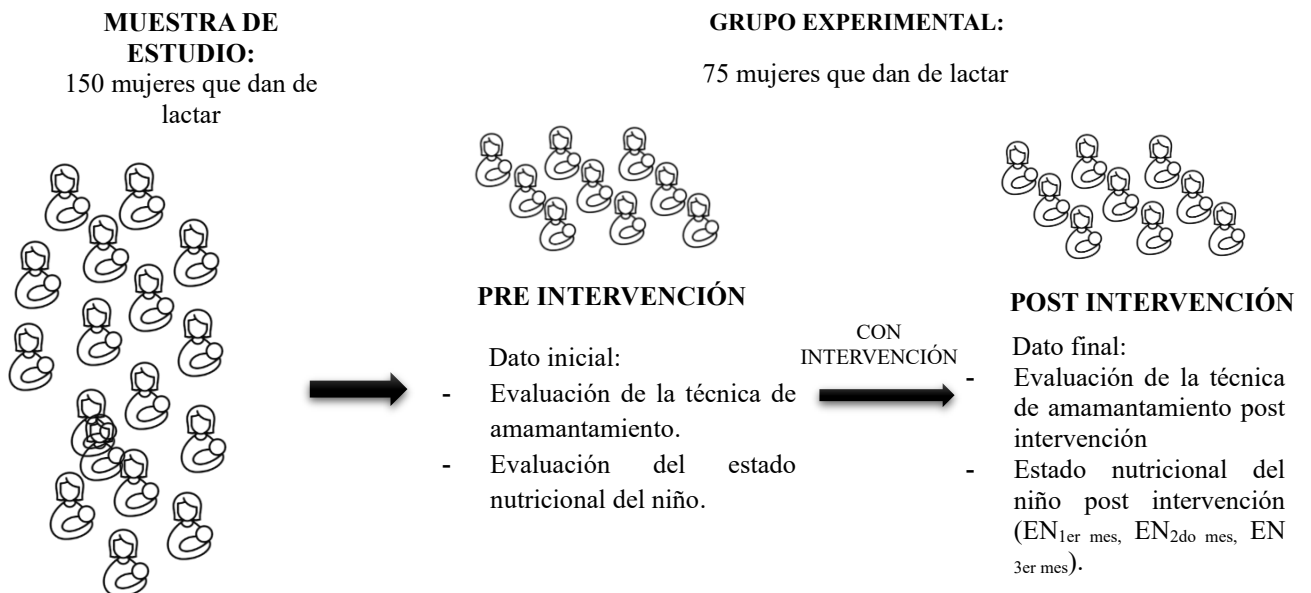 MUESTRA DE
ESTUDIO:
150 mujeres que dan de
lactar
GRUPO EXPERIMENTAL:
75 mujeres que dan de lactar
PRE INTERVENCIÓN
Dato inicial:
- Evaluación de la técnica de
amamantamiento.
- Evaluación del estado
nutricional del niño.
CON
INTERVENCIÓN
POST INTERVENCIÓN
Dato final:
- Evaluación de la técnica
de amamantamiento post
intervención
- Estado nutricional del
niño post intervención
(EN1er mes, EN2do mes, EN
3er mes).